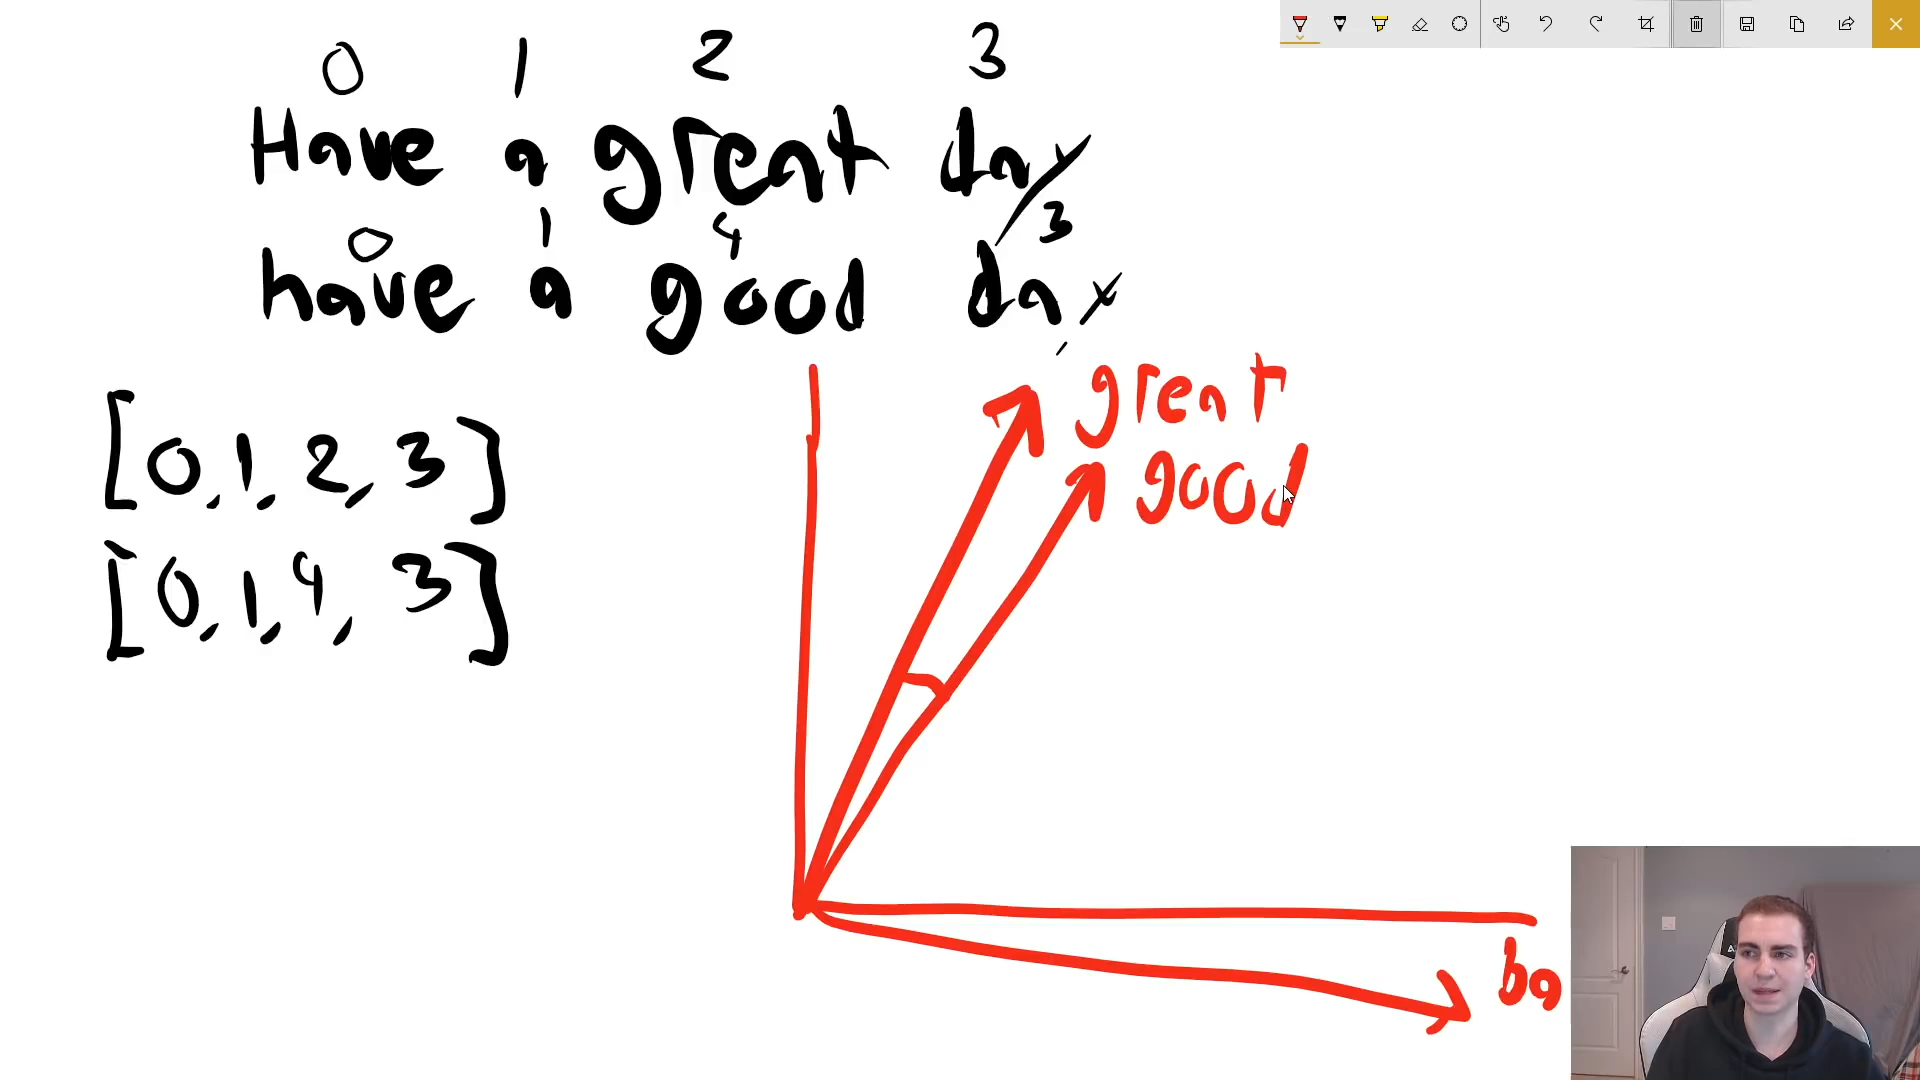 0 1 2 3
Have a great day
0 1 4 3
have a good day
[0, 1, 2, 3]
[0, 1, 4, 3]
great
good
ba